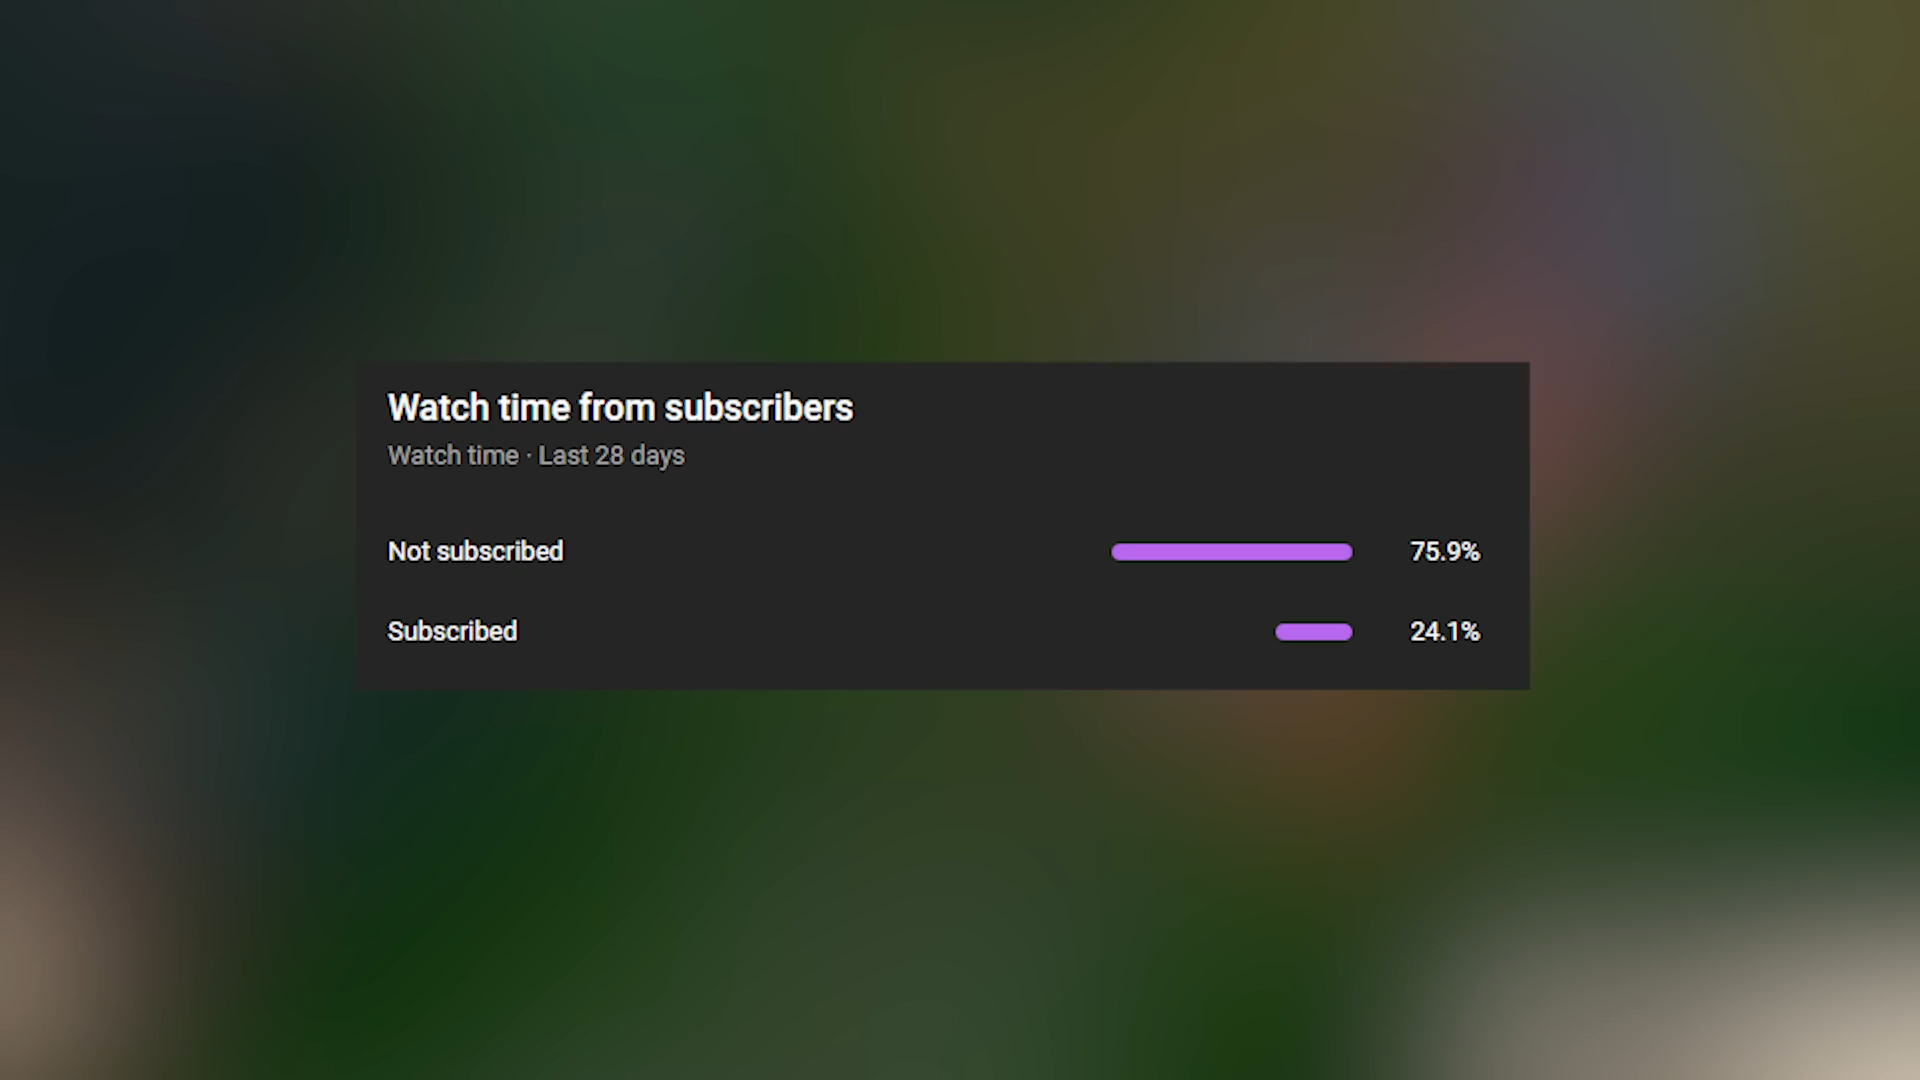 Watch time from subscribers
Watch time · Last 28 days
Not subscribed 75.9%
Subscribed 24.1%